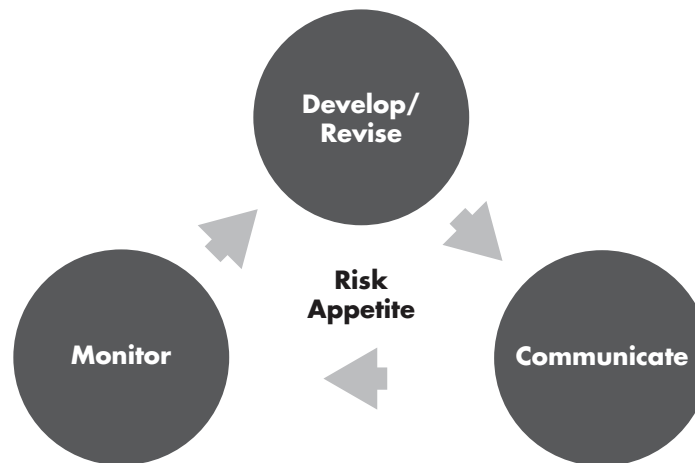 Develop/
Revise
Risk
Appetite
Monitor
Communicate